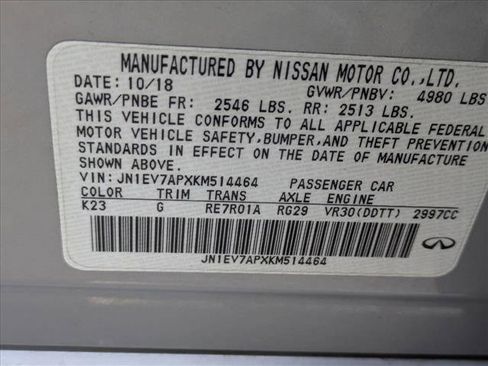 MANUFACTURED BY NISSAN MOTOR CO.,LTD.
DATE: 10/18 GVWR/PNBV: 4980 LBS
GAWR/PNBE FR: 2546 LBS. RR: 2513 LBS.
THIS VEHICLE CONFORMS TO ALL APPLICABLE FEDERAL
MOTOR VEHICLE SAFETY, BUMPER, AND THEFT PREVENTION
STANDARDS IN EFFECT ON THE DATE OF MANUFACTURE
SHOWN ABOVE.
VIN: JN1EV7APXKM514464 PASSENGER CAR
COLOR TRIM TRANS AXLE ENGINE
K23 G RE7R01A RG29 VR30(DDTT) 2997CC
JN1EV7APXKM514464